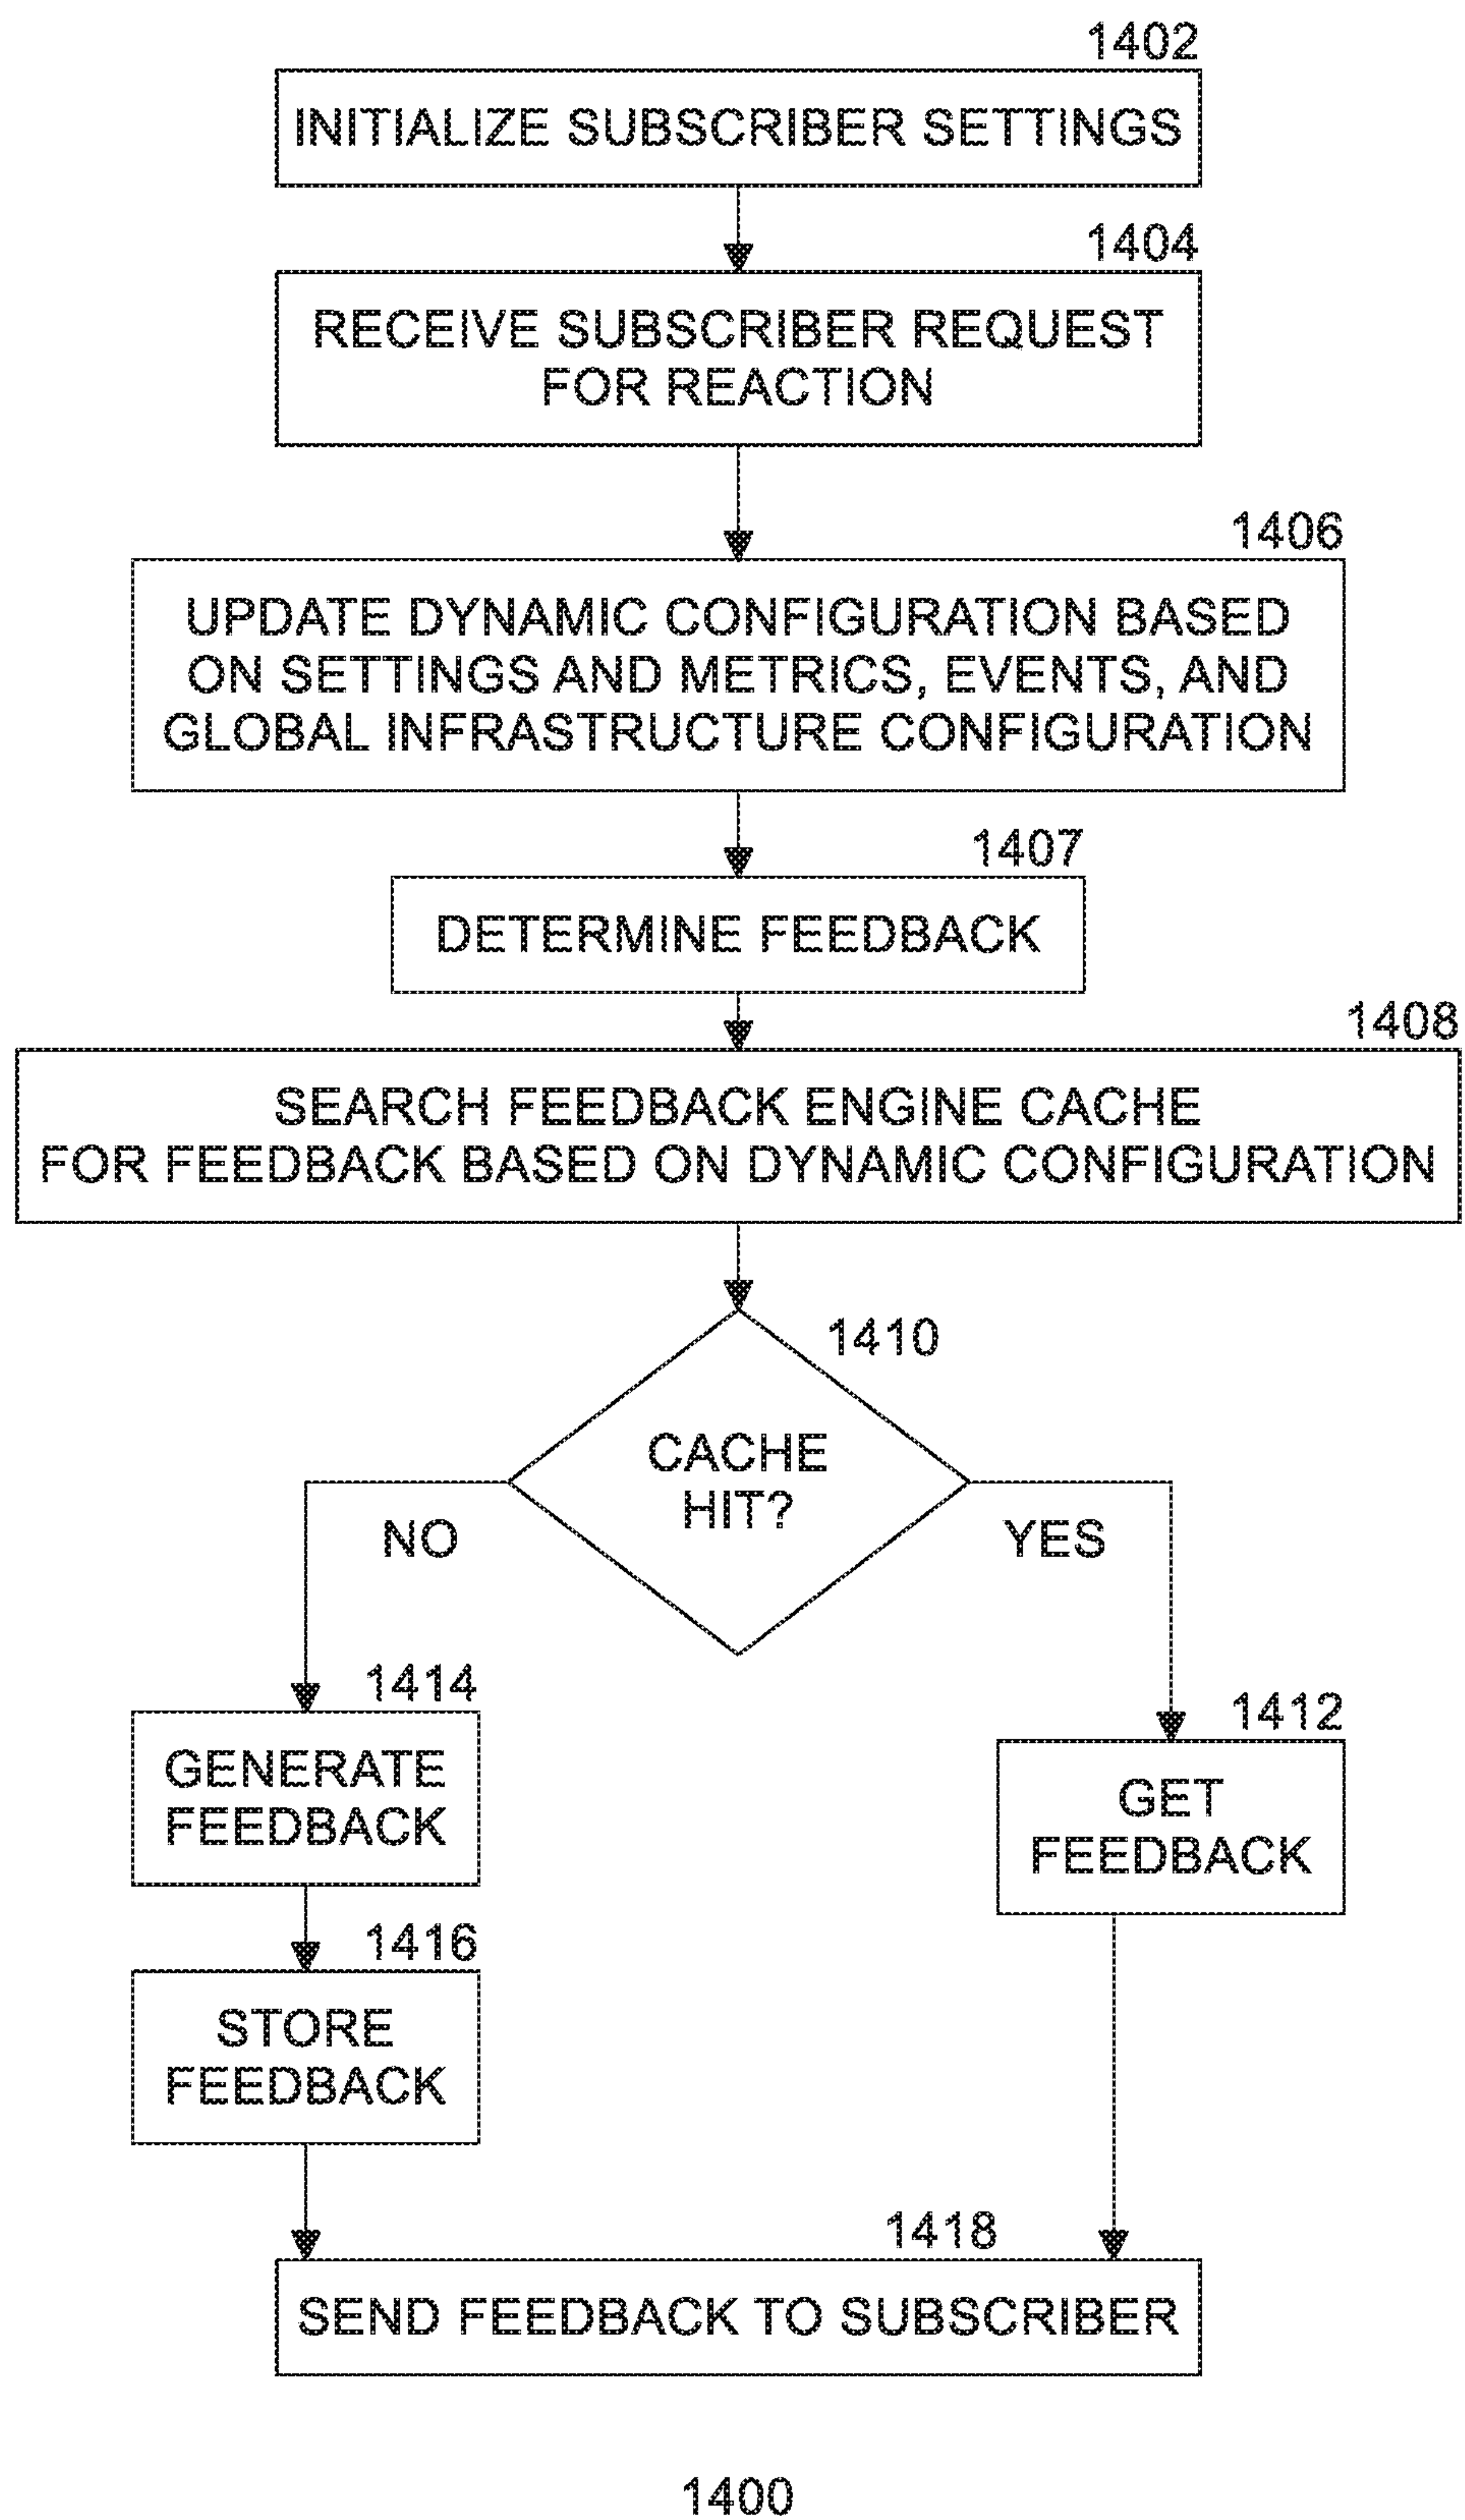 1402
INITIALIZE SUBSCRIBER SETTINGS
1404
RECEIVE SUBSCRIBER REQUEST
FOR REACTION
1406
UPDATE DYNAMIC CONFIGURATION BASED
ON SETTINGS AND METRICS, EVENTS, AND
GLOBAL INFRASTRUCTURE CONFIGURATION
1407
DETERMINE FEEDBACK
1408
SEARCH FEEDBACK ENGINE CACHE
FOR FEEDBACK BASED ON DYNAMIC CONFIGURATION
1410
CACHE
HIT?
NO
YES
1414
GENERATE
FEEDBACK
1412
GET
FEEDBACK
1416
STORE
FEEDBACK
1418
SEND FEEDBACK TO SUBSCRIBER
1400